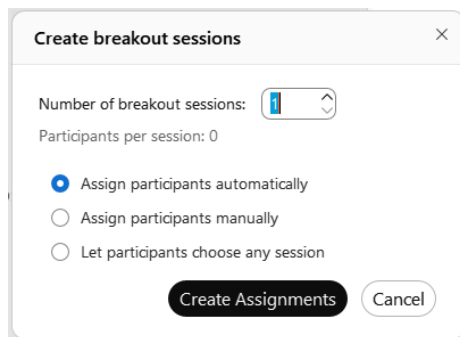 Create breakout sessions
Number of breakout sessions: 1
Participants per session: 0
Assign participants automatically
Assign participants manually
Let participants choose any session
Create Assignments Cancel